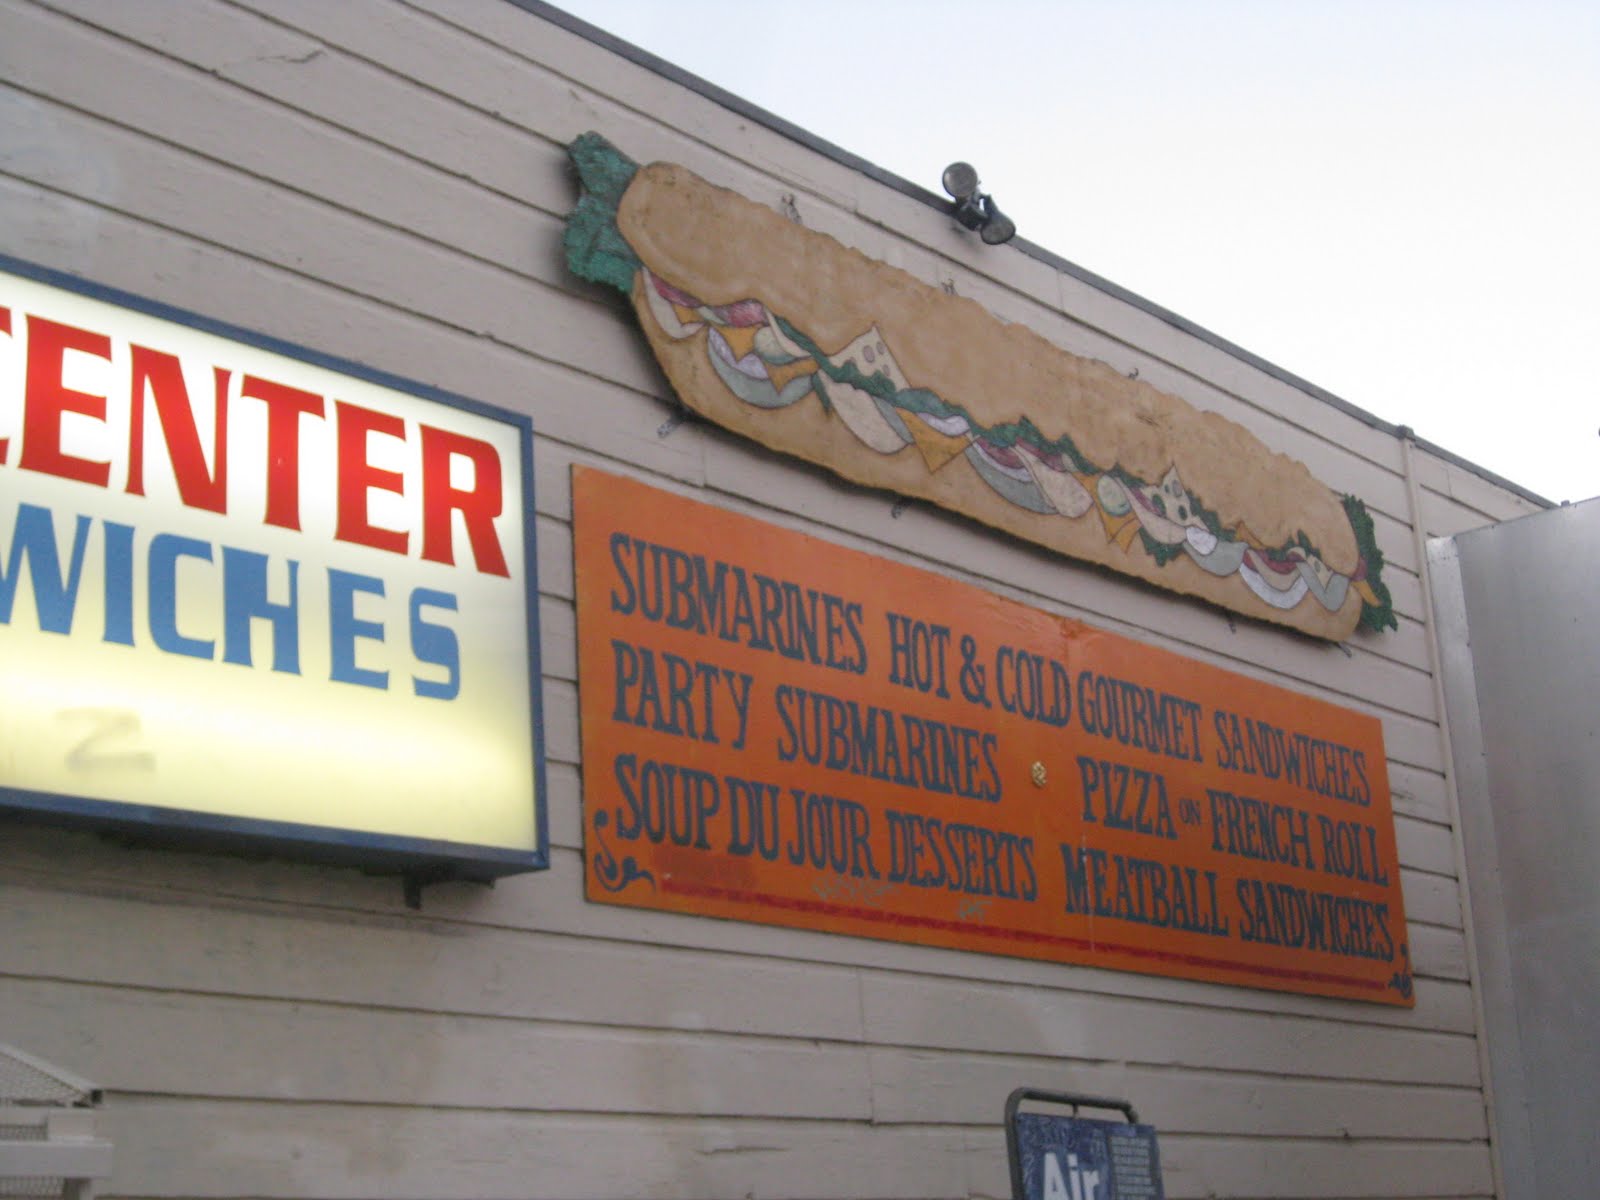 CENTER
WICHES
SUBMARINES HOT & COLD GOURMET SANDWICHES
PARTY SUBMARINES PIZZA ON FRENCH ROLL
SOUP DU JOUR DESSERTS MEATBALL SANDWICHES
Air